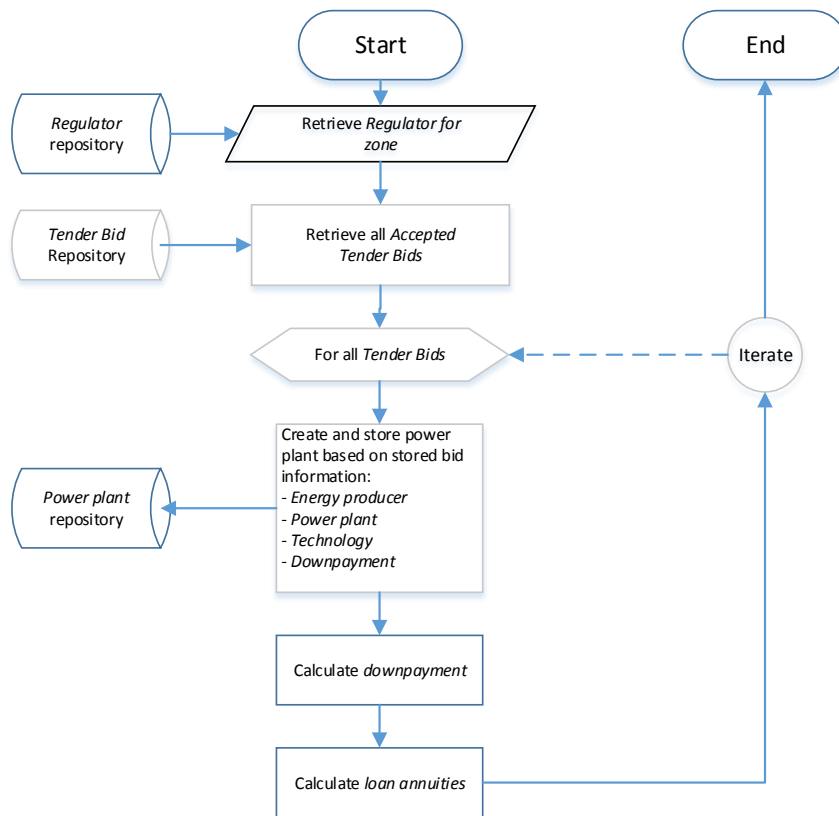 Start
End
Regulator
repository
Retrieve Regulator for
zone
Tender Bid
Repository
Retrieve all Accepted
Tender Bids
For all Tender Bids
Iterate
Create and store power
plant based on stored bid
information:
- Energy producer
- Power plant
- Technology
- Downpayment
Power plant
repository
Calculate downpayment
Calculate loan annuities